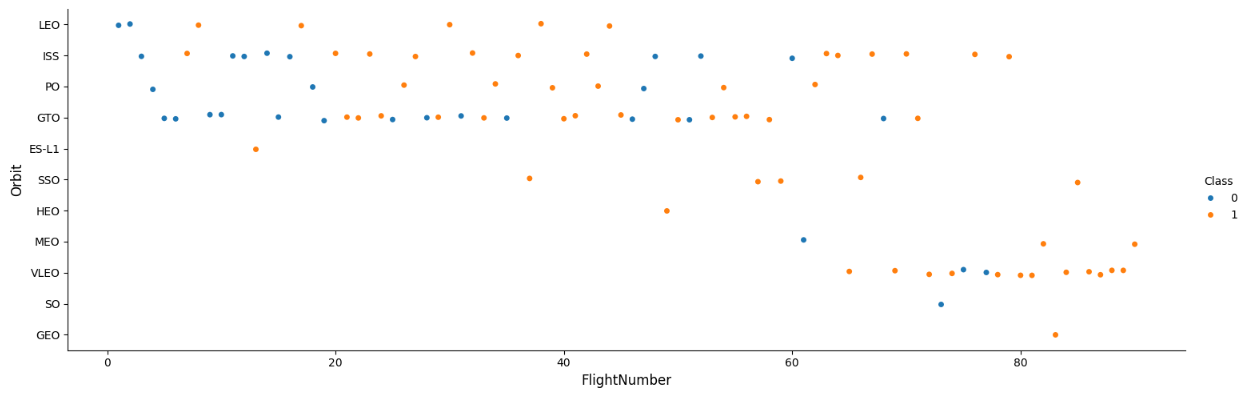 LEO
ISS
PO
GTO
ES-L1
SSO
HEO
MEO
VLEO
SO
GEO
Orbit
0 20 40 60 80
FlightNumber
Class
0
1